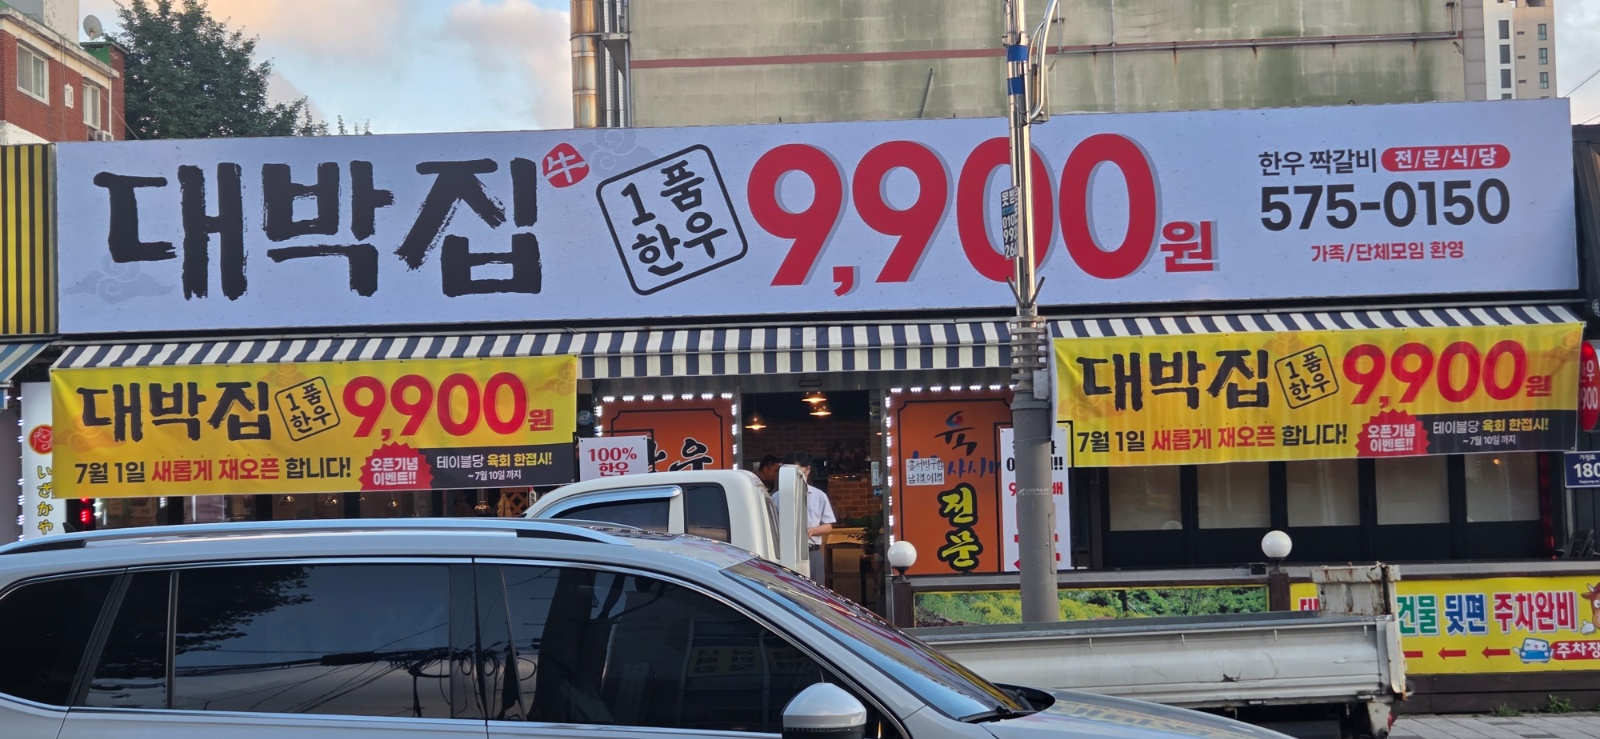 대박집 牛
1품
한우
9,900원
한우 짝갈비 전/문/식/당
575-0150
가족/단체모임 환영
대박집 1품 한우 9,900원
7월 1일 새롭게 재오픈 합니다!
오픈기념
이벤트!!
테이블당 육회 한접시!
~7월 10일 까지
대박집 1품 한우 9,900원
7월 1일 새롭게 재오픈 합니다!
오픈기념
이벤트!!
테이블당 육회 한접시!
~7월 10일 까지
いざかや
100%
한우
육
전문
180
건물 뒷편 주차완비